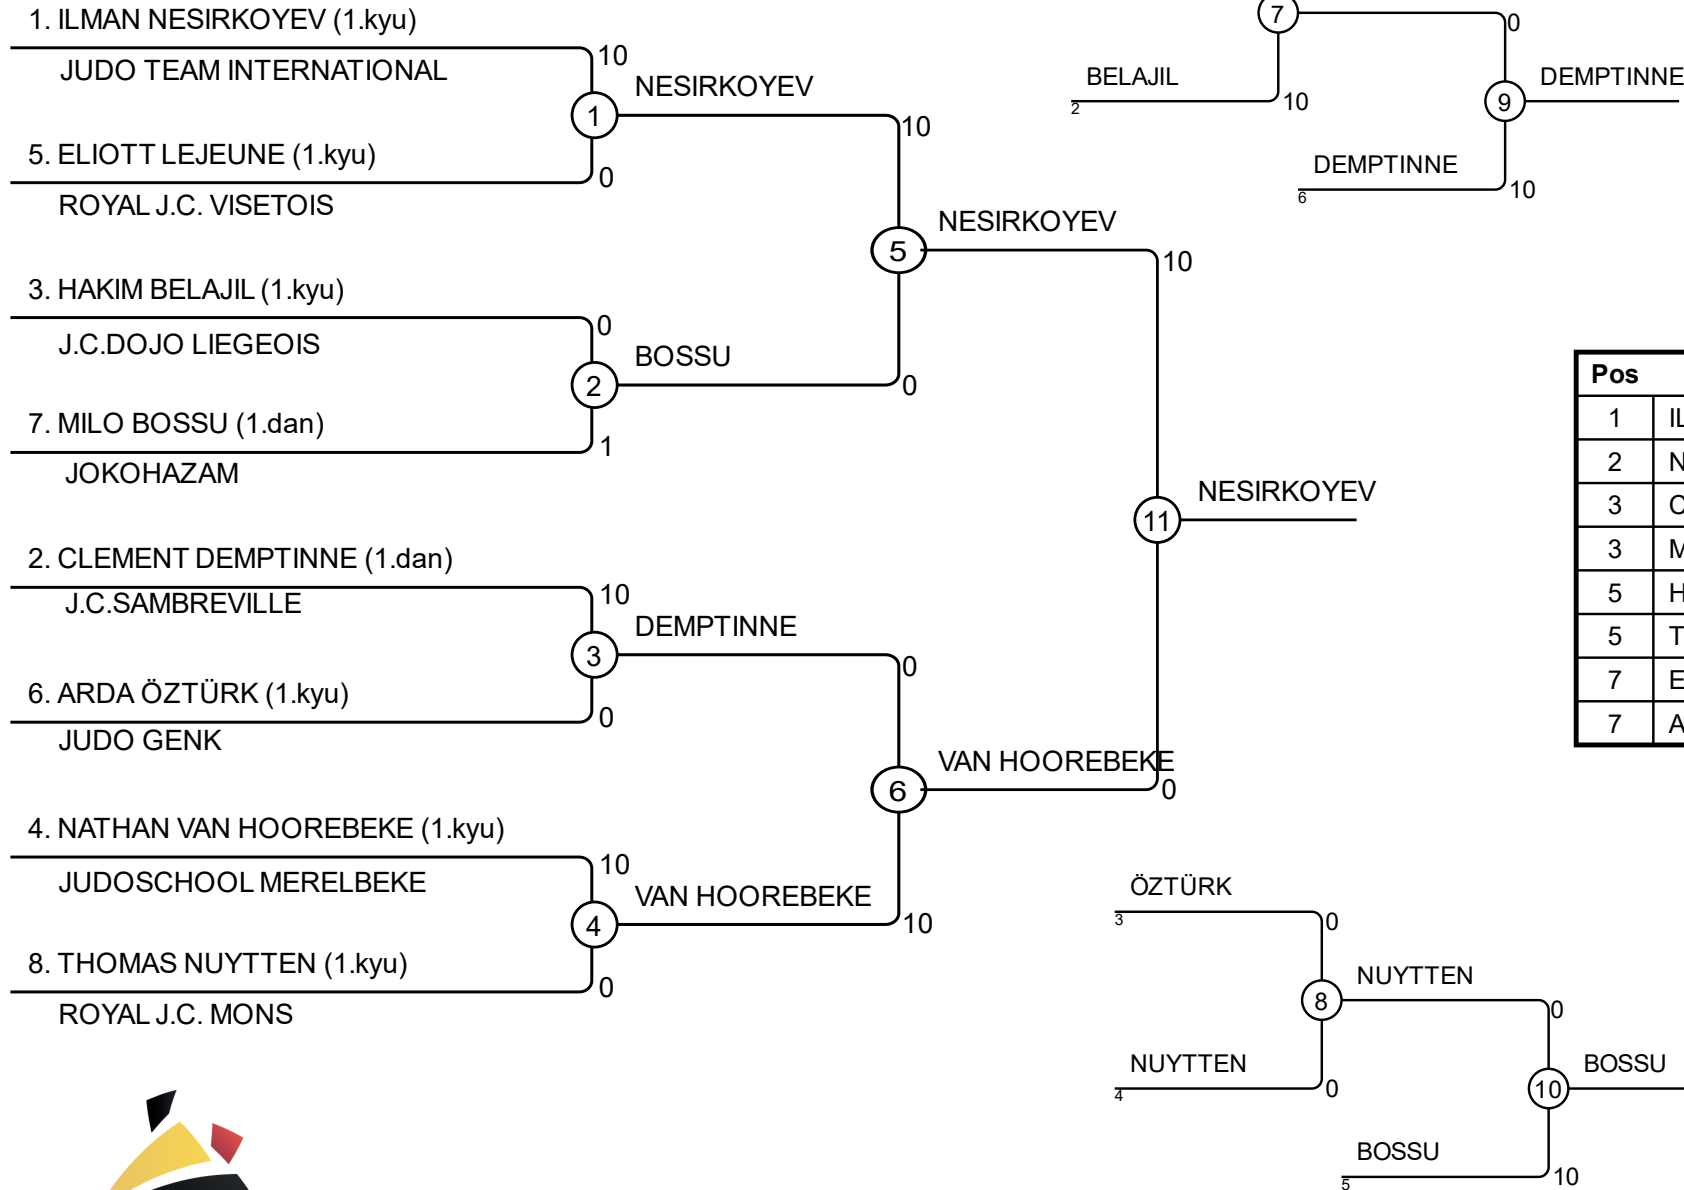 1. ILMAN NESIRKOYEV (1.kyu)
JUDO TEAM INTERNATIONAL
10
1
NESIRKOYEV
5. ELIOTT LEJEUNE (1.kyu)
0
ROYAL J.C. VISETOIS
10
5
NESIRKOYEV
3. HAKIM BELAJIL (1.kyu)
0
J.C.DOJO LIEGEOIS
2
BOSSU
0
7. MILO BOSSU (1.dan)
1
JOKOHAZAM
10
11
NESIRKOYEV
2. CLEMENT DEMPTINNE (1.dan)
10
J.C.SAMBREVILLE
3
DEMPTINNE
0
6. ARDA ÖZTÜRK (1.kyu)
0
JUDO GENK
6
VAN HOOREBEKE
0
4. NATHAN VAN HOOREBEKE (1.kyu)
10
JUDOSCHOOL MERELBEKE
4
VAN HOOREBEKE
10
8. THOMAS NUYTTEN (1.kyu)
0
ROYAL J.C. MONS
7
0
BELAJIL
2
10
9
DEMPTINNE
DEMPTINNE
6
10
Pos
1 IL
2 N
3 C
3 M
5 H
5 T
7 E
7 A
ÖZTÜRK
3
0
8
NUYTTEN
0
NUYTTEN
4
0
10
BOSSU
BOSSU
5
10